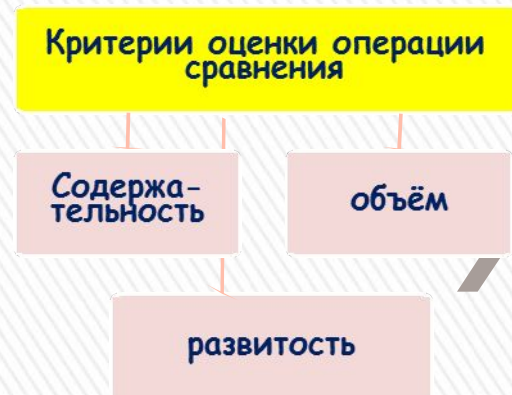 Критерии оценки операции
сравнения
Содержа-
тельность
объём
развитость